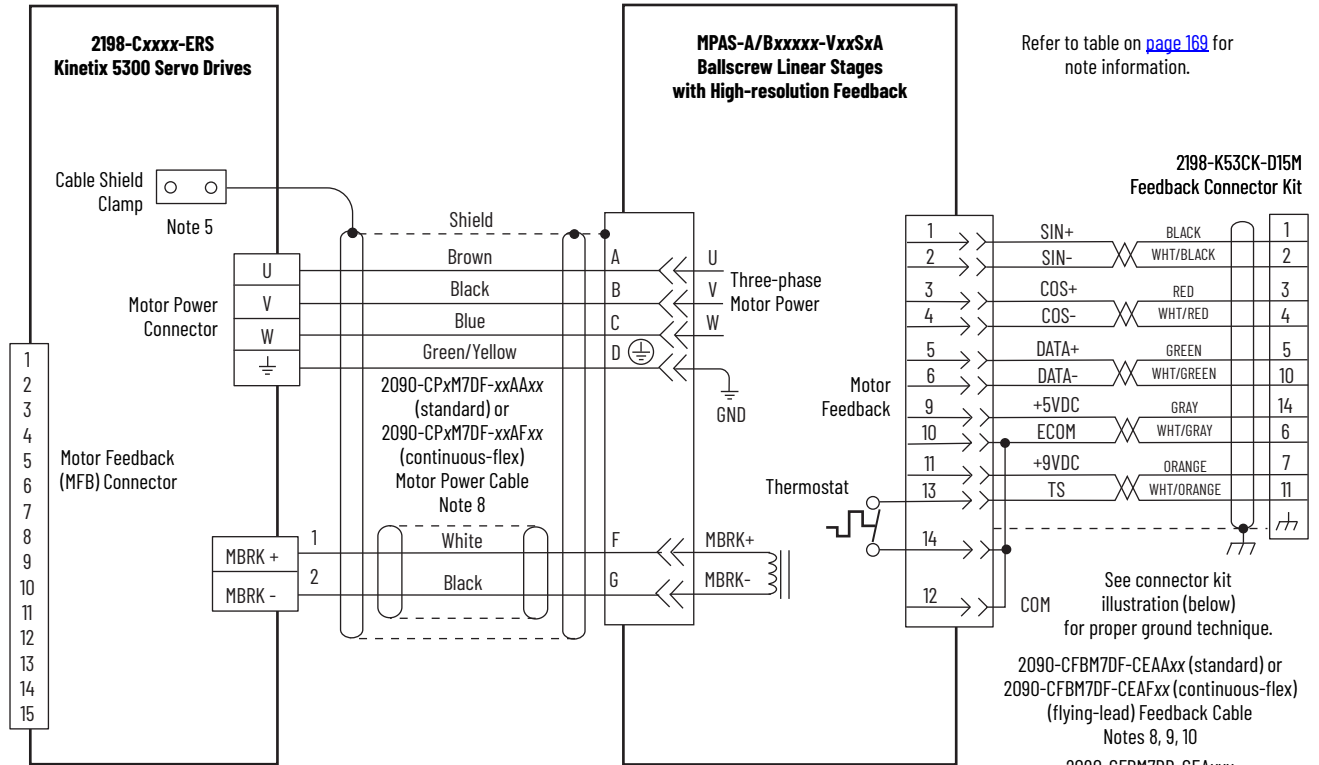 2198-Cxxxx-ERS
Kinetix 5300 Servo Drives
MPAS-A/Bxxxxx-VxxSxA
Ballscrew Linear Stages
with High-resolution Feedback
Refer to table on page 169 for
note information.
2198-K53CK-D15M
Feedback Connector Kit
Cable Shield
Clamp
Note 5
Shield
Brown
Black
Blue
Green/Yellow
Motor Power
Connector
U
V
W
A
B
C
D
U
V
W
Three-phase
Motor Power
GND
2090-CPxM7DF-xxAAxx
(standard) or
2090-CPxM7DF-xxAFxx
(continuous-flex)
Motor Power Cable
Note 8
1
2
3
4
5
6
7
8
9
10
11
12
13
14
15
Motor Feedback
(MFB) Connector
MBRK +
MBRK -
1
2
White
Black
F
G
MBRK+
MBRK-
Motor
Feedback
Thermostat
1 SIN+ BLACK 1
2 SIN- WHT/BLACK 2
3 COS+ RED 3
4 COS- WHT/RED 4
5 DATA+ GREEN 5
6 DATA- WHT/GREEN 10
9 +5VDC GRAY 14
10 ECOM WHT/GRAY 6
11 +9VDC ORANGE 7
13 TS WHT/ORANGE 11
14
12 COM
See connector kit
illustration (below)
for proper ground technique.
2090-CFBM7DF-CEAAxx (standard) or
2090-CFBM7DF-CEAFxx (continuous-flex)
(flying-lead) Feedback Cable
Notes 8, 9, 10